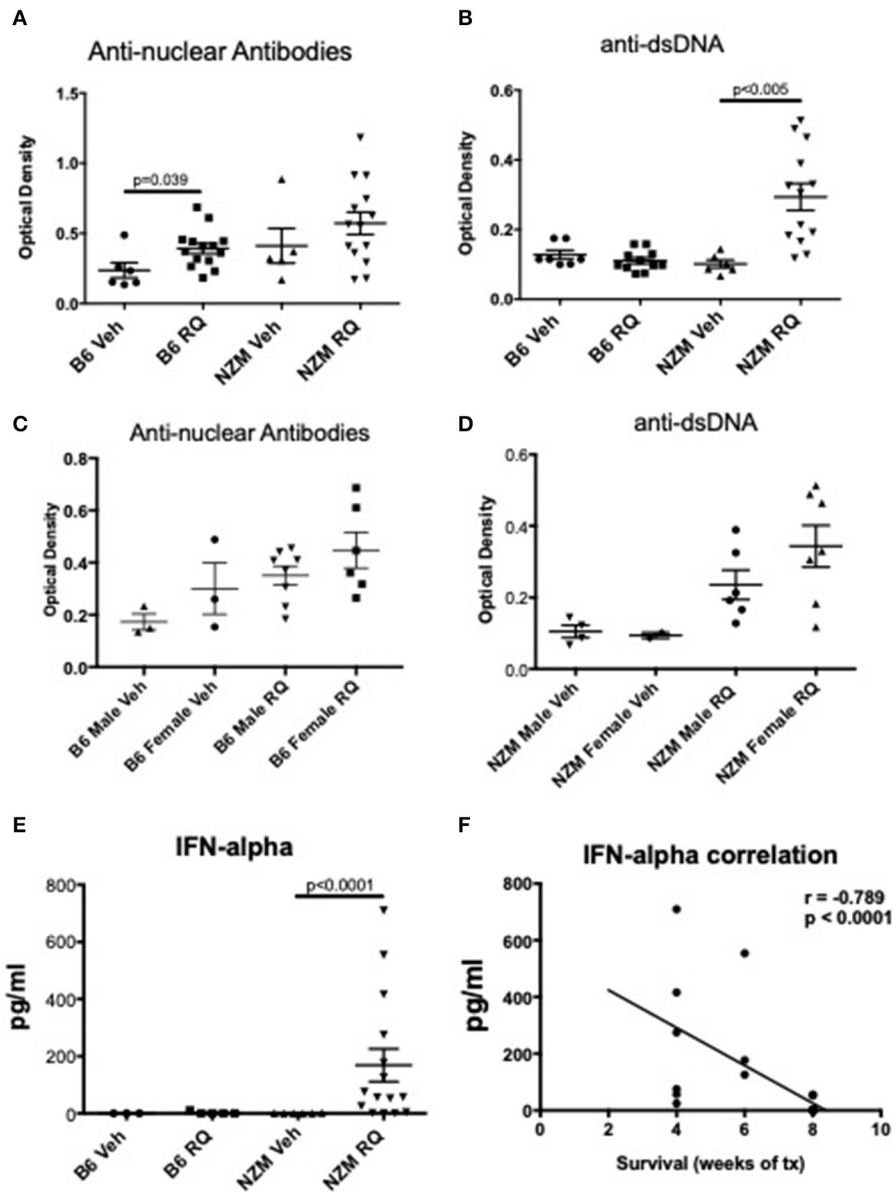 A
Anti-nuclear Antibodies
Optical Density
1.5
1.0
0.5
0.0
p=0.039
B6 Veh
B6 RQ
NZM Veh
NZM RQ
B
anti-dsDNA
Optical Density
0.6
0.4
0.2
0.0
p<0.005
B6 Veh
B6 RQ
NZM Veh
NZM RQ
C
Anti-nuclear Antibodies
Optical Density
0.8
0.6
0.4
0.2
0.0
B6 Male Veh
B6 Female Veh
B6 Male RQ
B6 Female RQ
D
anti-dsDNA
Optical Density
0.6
0.4
0.2
0.0
NZM Male Veh
NZM Female Veh
NZM Male RQ
NZM Female RQ
E
IFN-alpha
pg/ml
800
600
400
200
0
p<0.0001
B6 Veh
B6 RQ
NZM Veh
NZM RQ
F
IFN-alpha correlation
pg/ml
800
600
400
200
0
r = -0.789
p < 0.0001
0 2 4 6 8 10
Survival (weeks of tx)